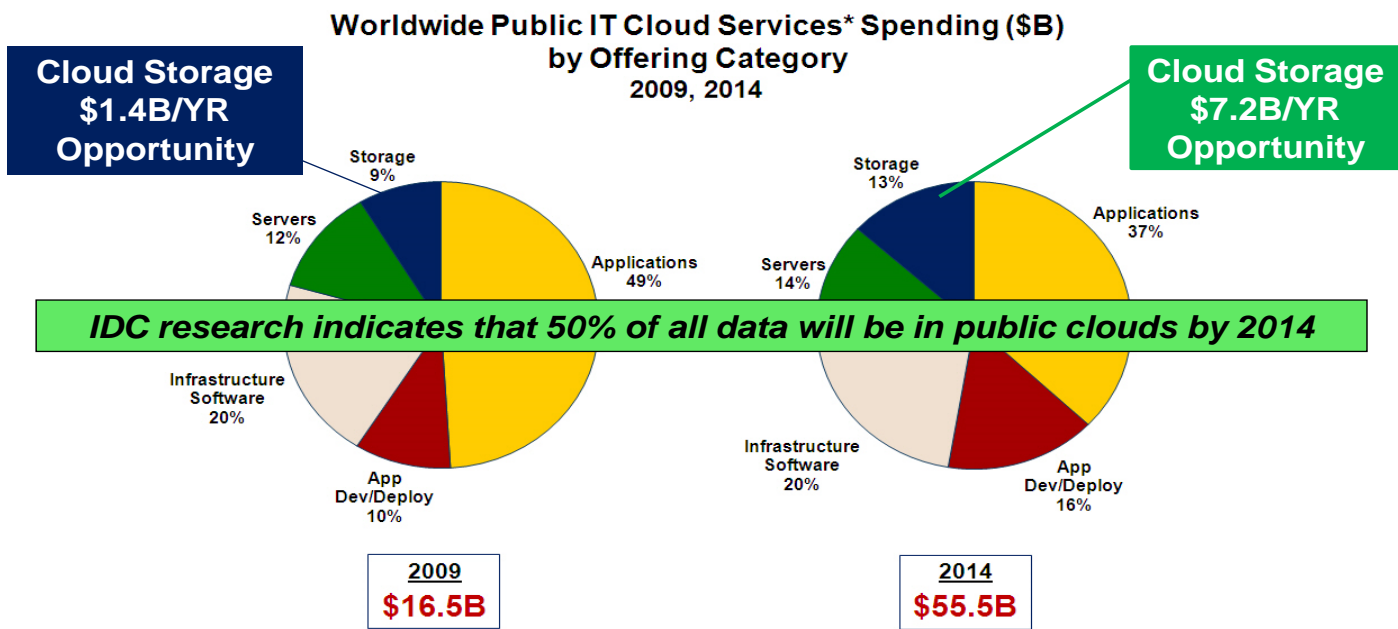 Worldwide Public IT Cloud Services* Spending ($B)
by Offering Category
2009, 2014
Cloud Storage
$1.4B/YR
Opportunity
Cloud Storage
$7.2B/YR
Opportunity
Storage
9%
Servers
12%
Applications
49%
Storage
13%
Servers
14%
Applications
37%
IDC research indicates that 50% of all data will be in public clouds by 2014
Infrastructure
Software
20%
App
Dev/Deploy
10%
Infrastructure
Software
20%
App
Dev/Deploy
16%
2009
$16.5B
2014
$55.5B